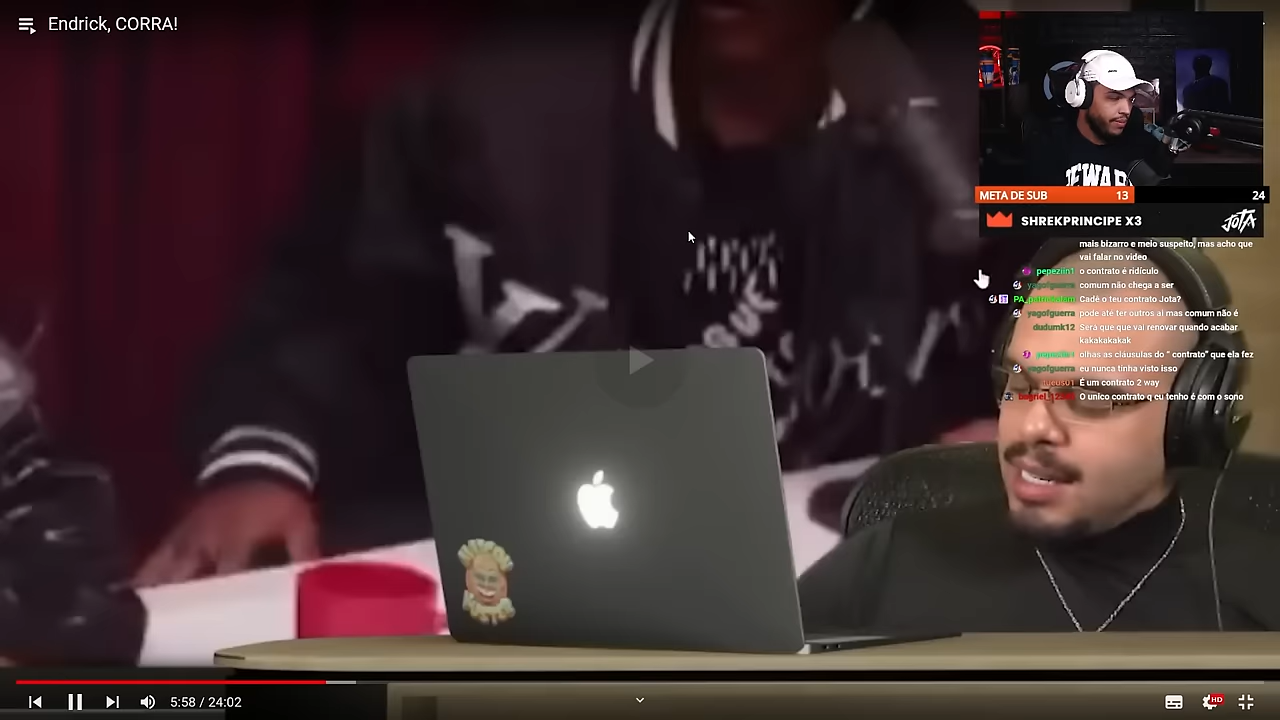 Endrick, CORRA!
META DE SUB 13 24
SHREKPRINCIPE X3 JOTA
mais bizarro e meio suspeito, mas acho que
vai falar no video
pepeziin1 o contrato é ridículo
yagofguerra comum não chega a ser
Cadê o teu contrato Jota?
yagofguerra pode até ter outros ai mas comum não é
dudumk12 Será que que vai renovar quando acabar
kakakakakak
pepeziin1 olhas as cláusulas do " contrato" que ela fez
yagofguerra eu nunca tinha visto isso
É um contrato 2 way
O unico contrato q eu tenho é com o sono
5:58 / 24:02
HD